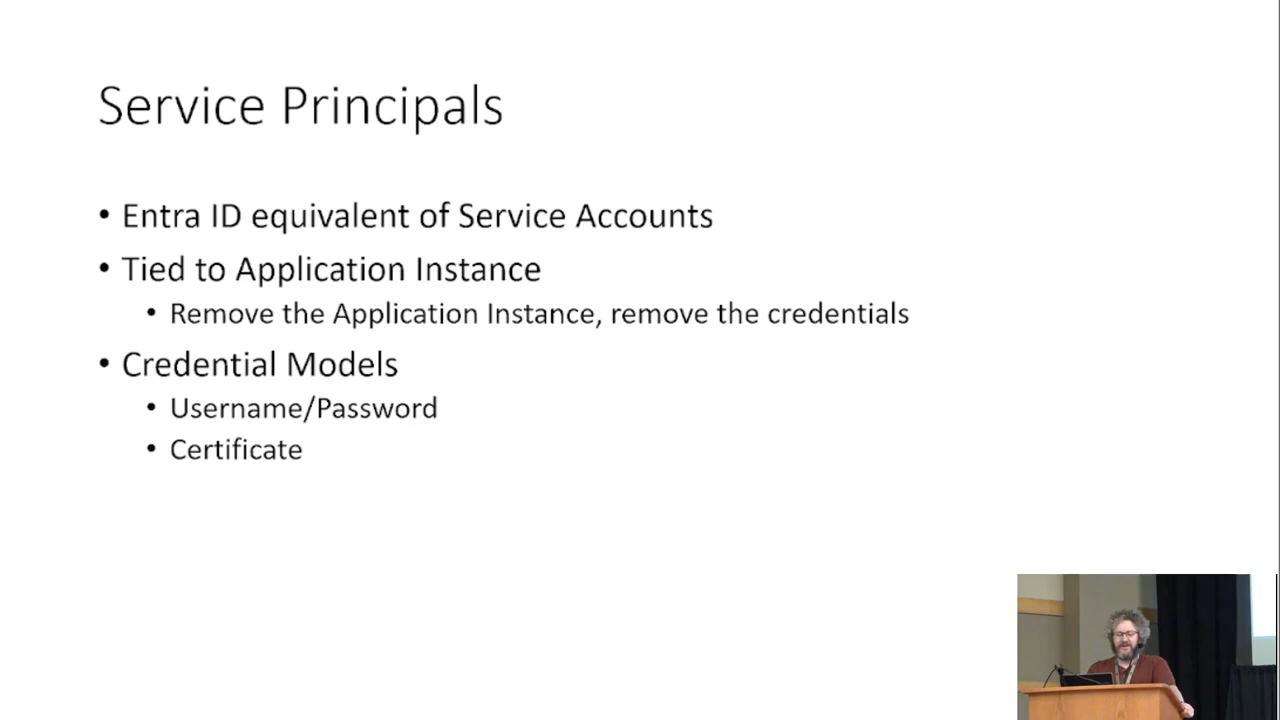 Service Principals
• Entra ID equivalent of Service Accounts
• Tied to Application Instance
• Remove the Application Instance, remove the credentials
• Credential Models
• Username/Password
• Certificate